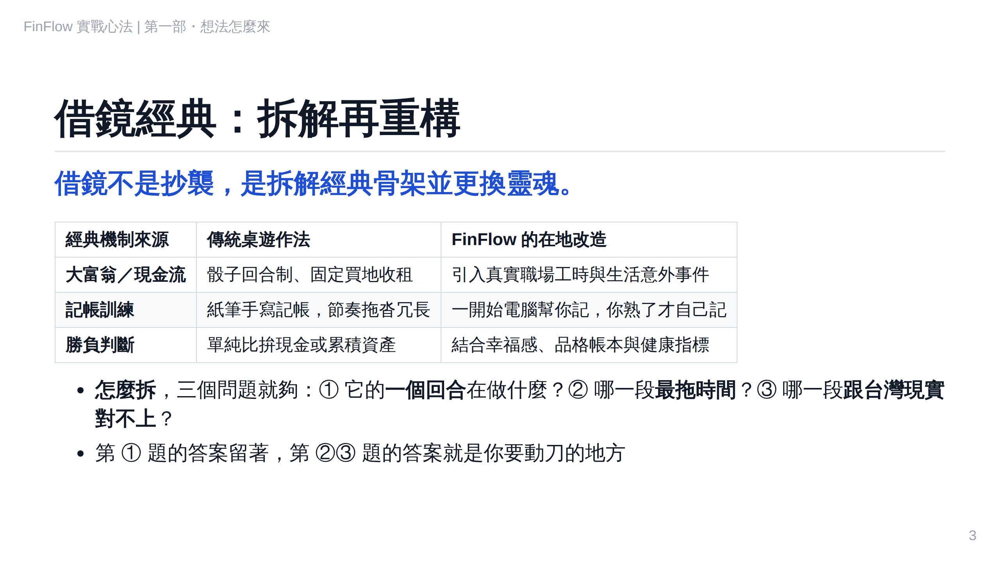 FinFlow 實戰心法 | 第一部・想法怎麼來
借鏡經典：拆解再重構
借鏡不是抄襲，是拆解經典骨架並更換靈魂。
經典機制來源 傳統桌遊作法 FinFlow 的在地改造
大富翁／現金流 骰子回合制、固定買地收租 引入真實職場工時與生活意外事件
記帳訓練 紙筆手寫記帳，節奏拖沓冗長 一開始電腦幫你記，你熟了才自己記
勝負判斷 單純比拚現金或累積資產 結合幸福感、品格帳本與健康指標
• 怎麼拆，三個問題就夠：① 它的一個回合在做什麼？② 哪一段最拖時間？③ 哪一段跟台灣現實
對不上？
• 第 ① 題的答案留著，第 ②③ 題的答案就是你要動刀的地方
3